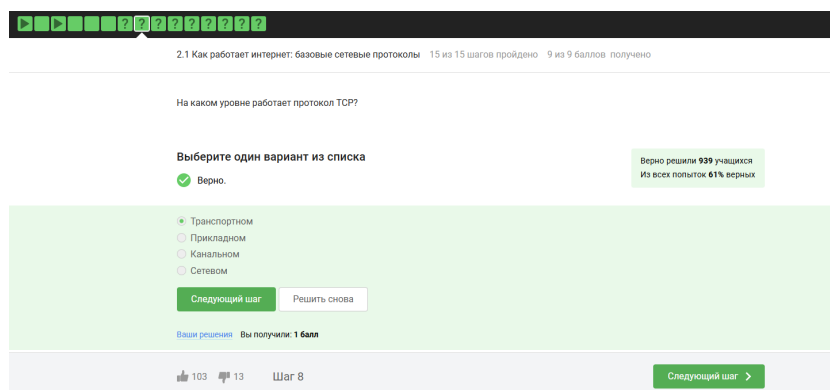 ? ? ? ? ? ? ? ? ?
2.1 Как работает интернет: базовые сетевые протоколы 15 из 15 шагов пройдено 9 из 9 баллов получено
На каком уровне работает протокол TCP?
Выберите один вариант из списка
Верно.
Верно решили 939 учащихся
Из всех попыток 61% верных
Транспортном
Прикладном
Канальном
Сетевом
Следующий шаг Решить снова
Ваши решения Вы получили: 1 балл
103 13 Шаг 8 Следующий шаг